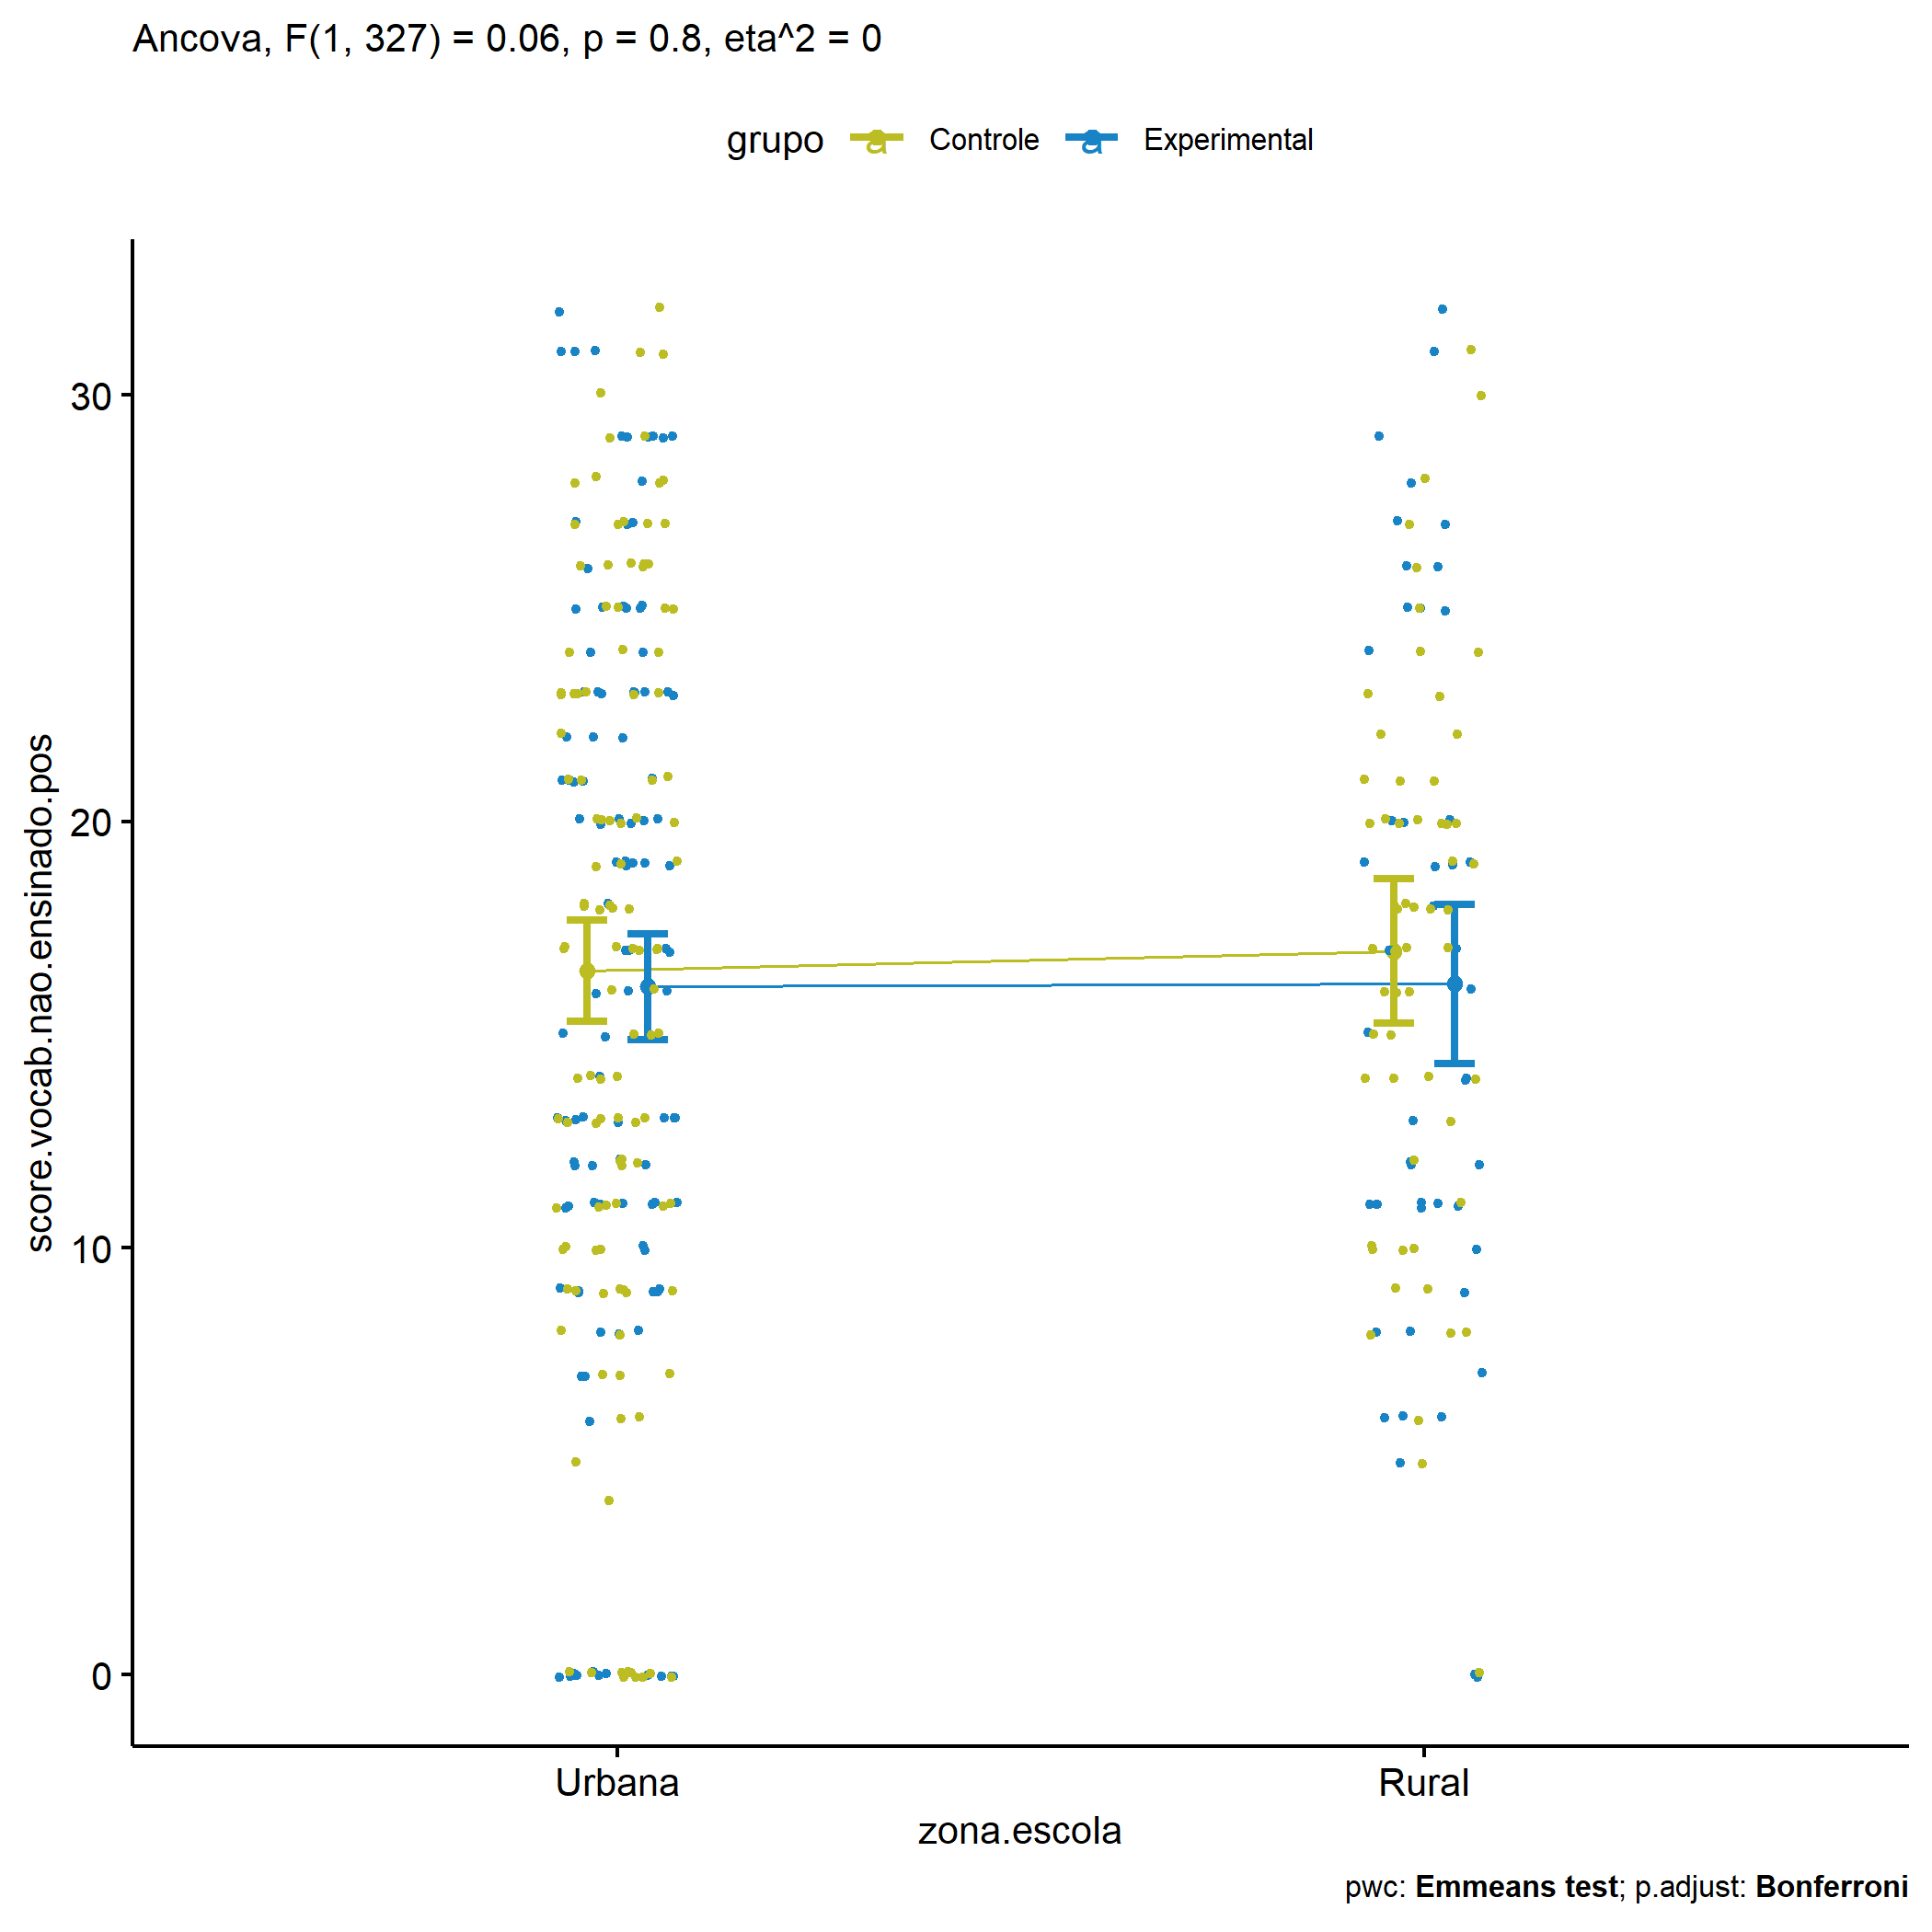 Ancova, F(1, 327) = 0.06, p = 0.8, eta^2 = 0
grupo a Controle a Experimental
score.vocab.nao.ensinado.pos
30
20
10
0
Urbana Rural
zona.escola
pwc: Emmeans test; p.adjust: Bonferroni